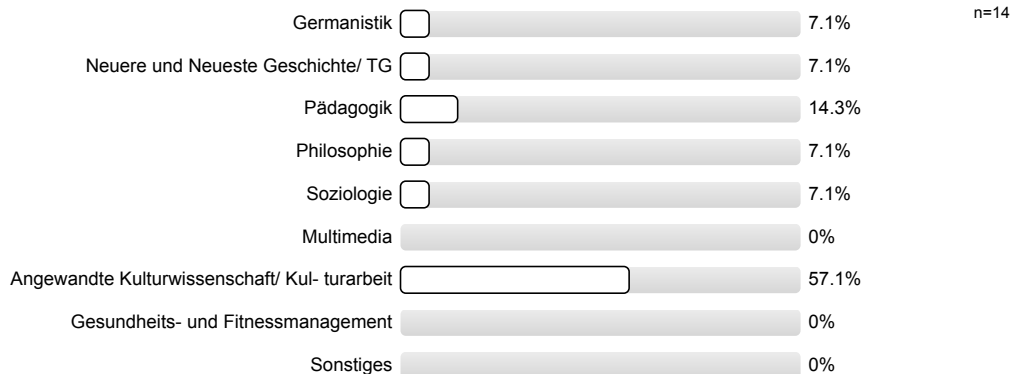 Germanistik 7.1% n=14
Neuere und Neueste Geschichte/ TG 7.1%
Pädagogik 14.3%
Philosophie 7.1%
Soziologie 7.1%
Multimedia 0%
Angewandte Kulturwissenschaft/ Kul- turarbeit 57.1%
Gesundheits- und Fitnessmanagement 0%
Sonstiges 0%